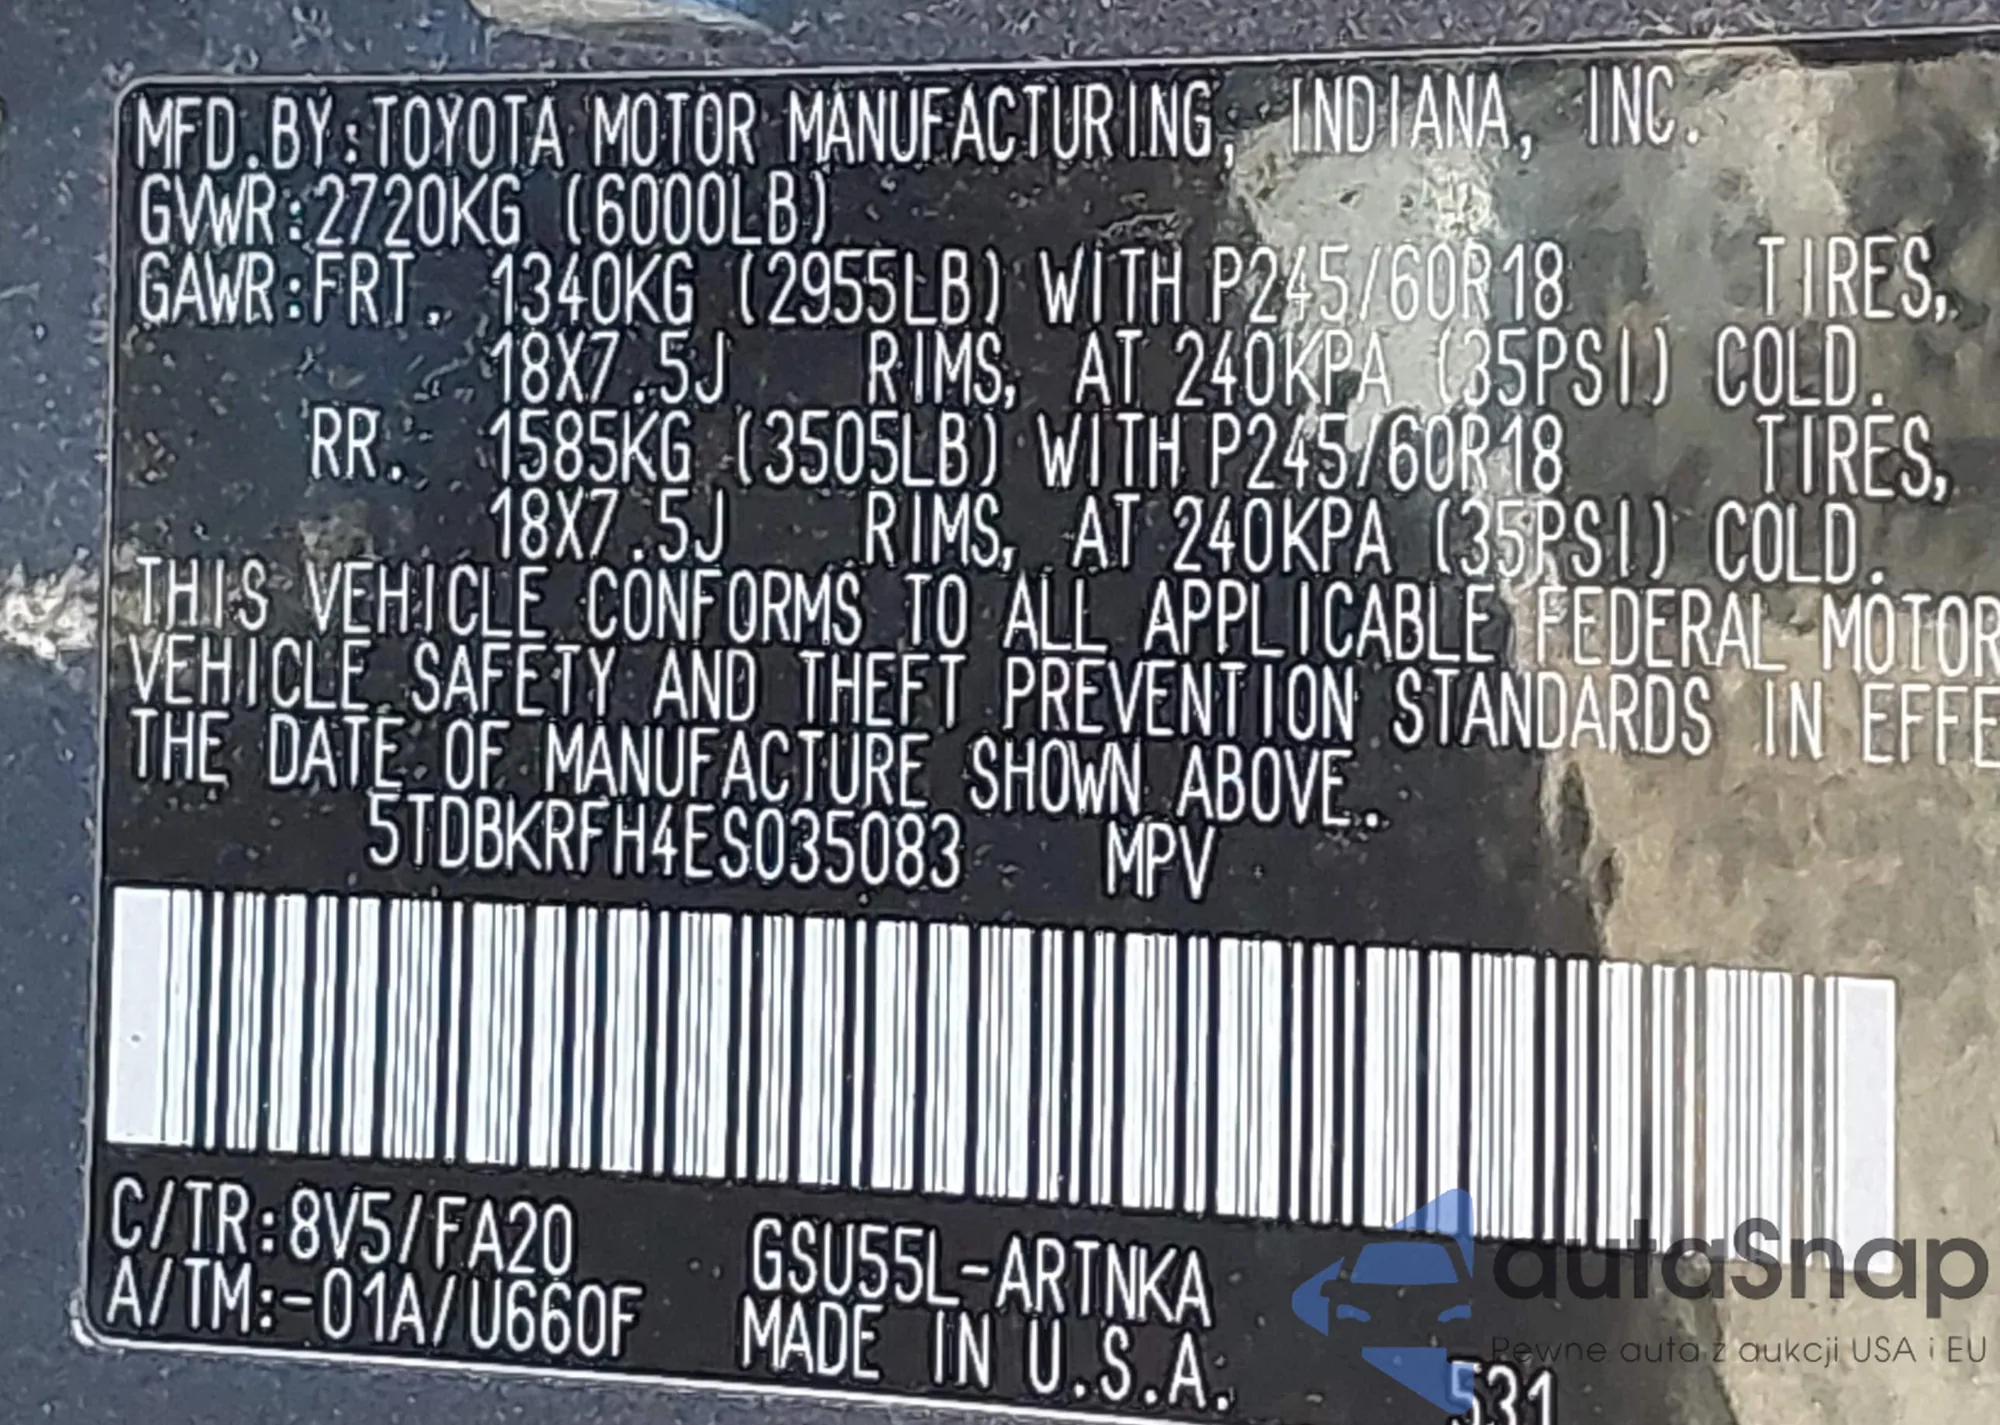 MFD.BY:TOYOTA MOTOR MANUFACTURING, INDIANA, INC.
GVWR:2720KG (6000LB)
GAWR:FRT. 1340KG (2955LB) WITH P245/60R18 TIRES,
18X7.5J RIMS, AT 240KPA (35PSI) COLD.
RR. 1585KG (3505LB) WITH P245/60R18 TIRES,
18X7.5J RIMS, AT 240KPA (35PSI) COLD.
THIS VEHICLE CONFORMS TO ALL APPLICABLE FEDERAL MOTOR
VEHICLE SAFETY AND THEFT PREVENTION STANDARDS IN EFFE
THE DATE OF MANUFACTURE SHOWN ABOVE.
5TDBKRFH4ES035083 MPV
C/TR:8V5/FA20 GSU55L-ARTNKA
A/TM:-01A/U660F MADE IN U.S.A.
531
autaSnap
Pewne auta z aukcji USA i EU